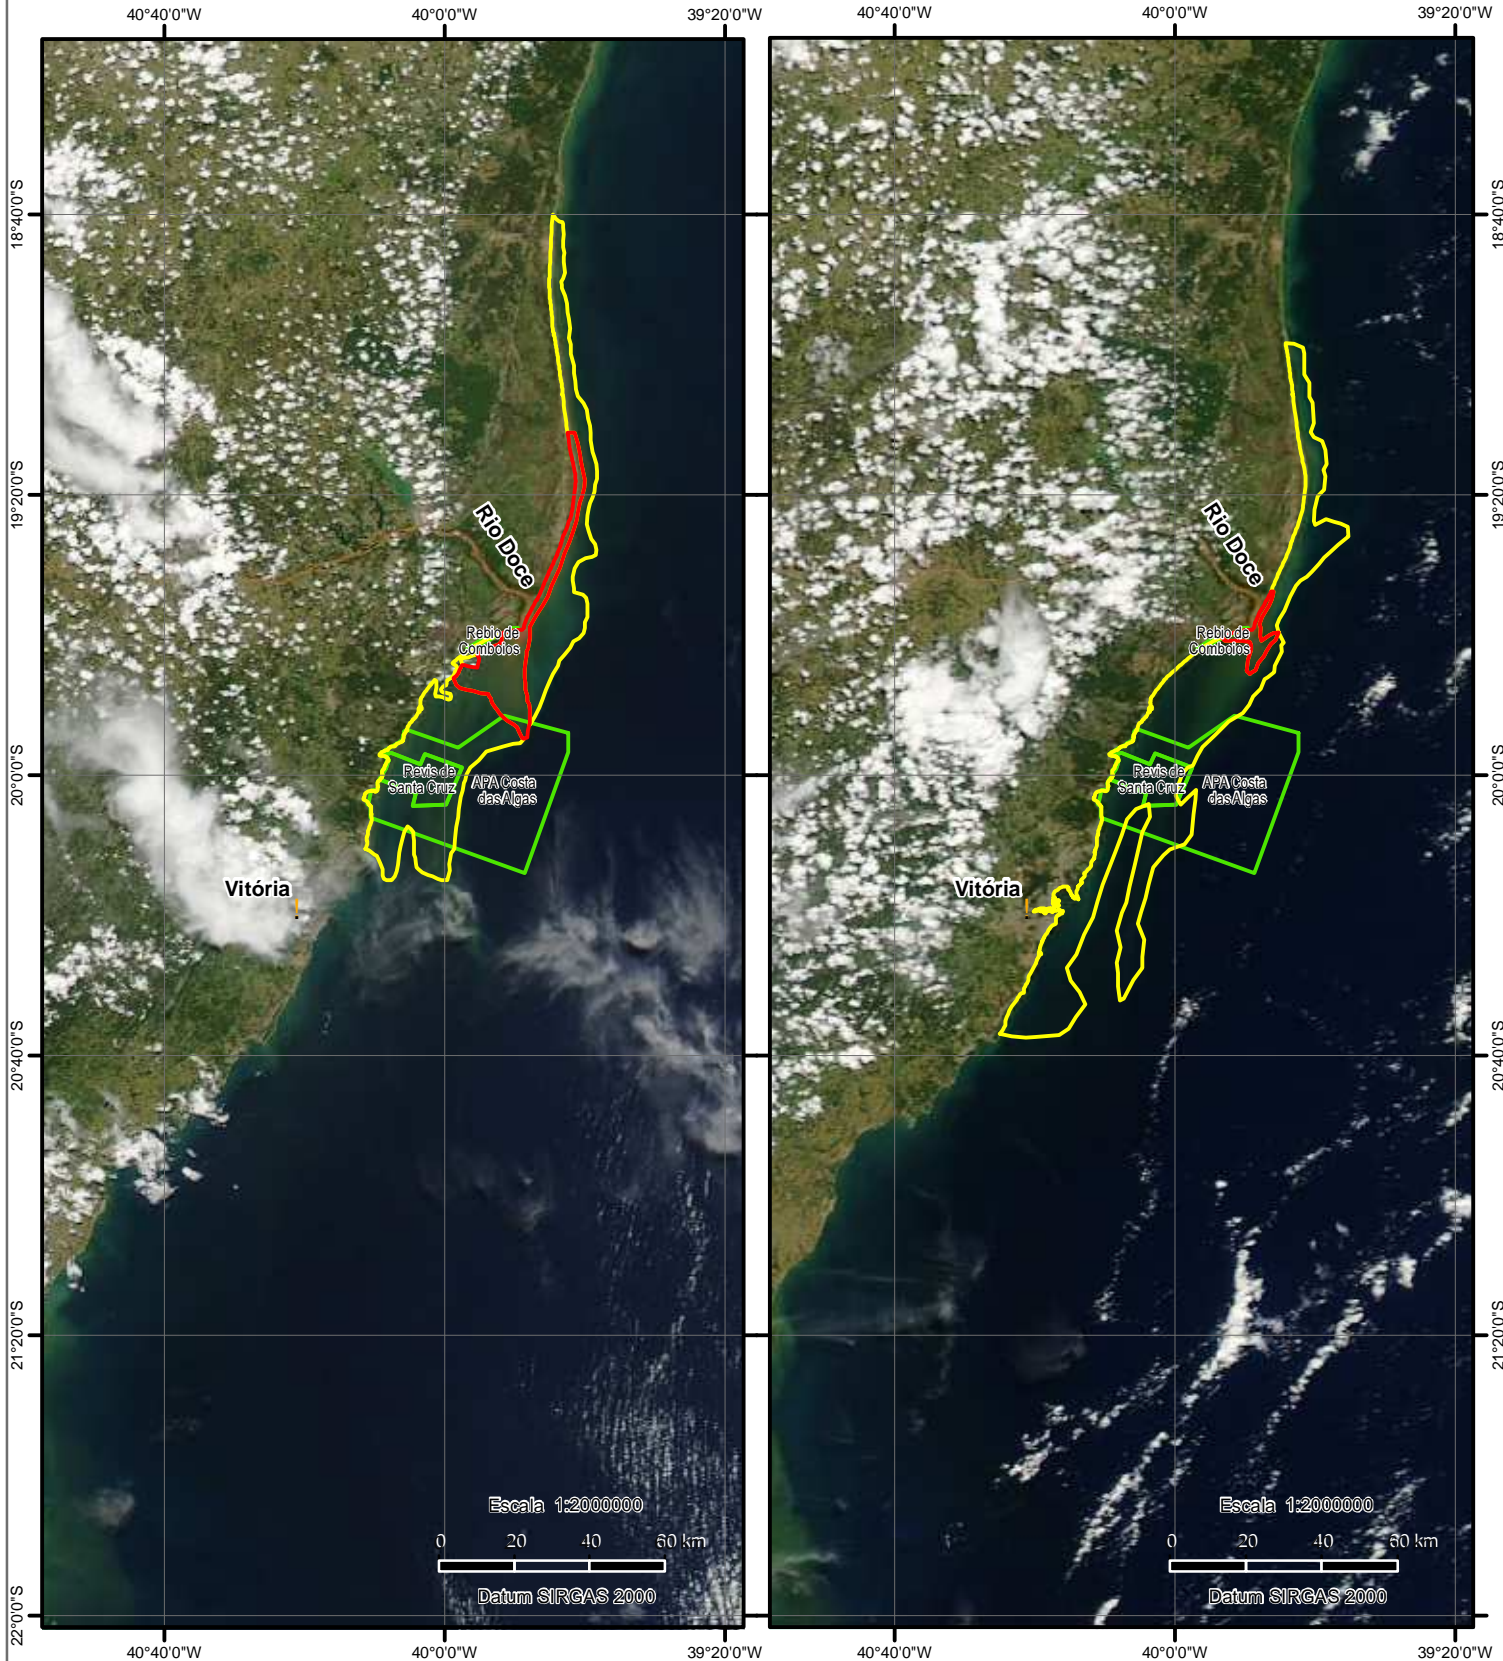 40°40'0"W 40°0'0"W 39°20'0"W
18°40'0"S
19°20'0"S
20°0'0"S
20°40'0"S
21°20'0"S
22°0'0"S
Rio Doce
Rebio de
Comboios
Revis de
Santa Cruz
APA Costa
das Algas
Vitória
Escala 1:2000000
0 20 40 60 km
Datum SIRGAS 2000
40°40'0"W 40°0'0"W 39°20'0"W
40°40'0"W 40°0'0"W 39°20'0"W
Rio Doce
Rebio de
Comboios
Revis de
Santa Cruz
APA Costa
das Algas
Vitória
Escala 1:2000000
0 20 40 60 km
Datum SIRGAS 2000
18°40'0"S
19°20'0"S
20°0'0"S
20°40'0"S
21°20'0"S
22°0'0"S
40°40'0"W 40°0'0"W 39°20'0"W